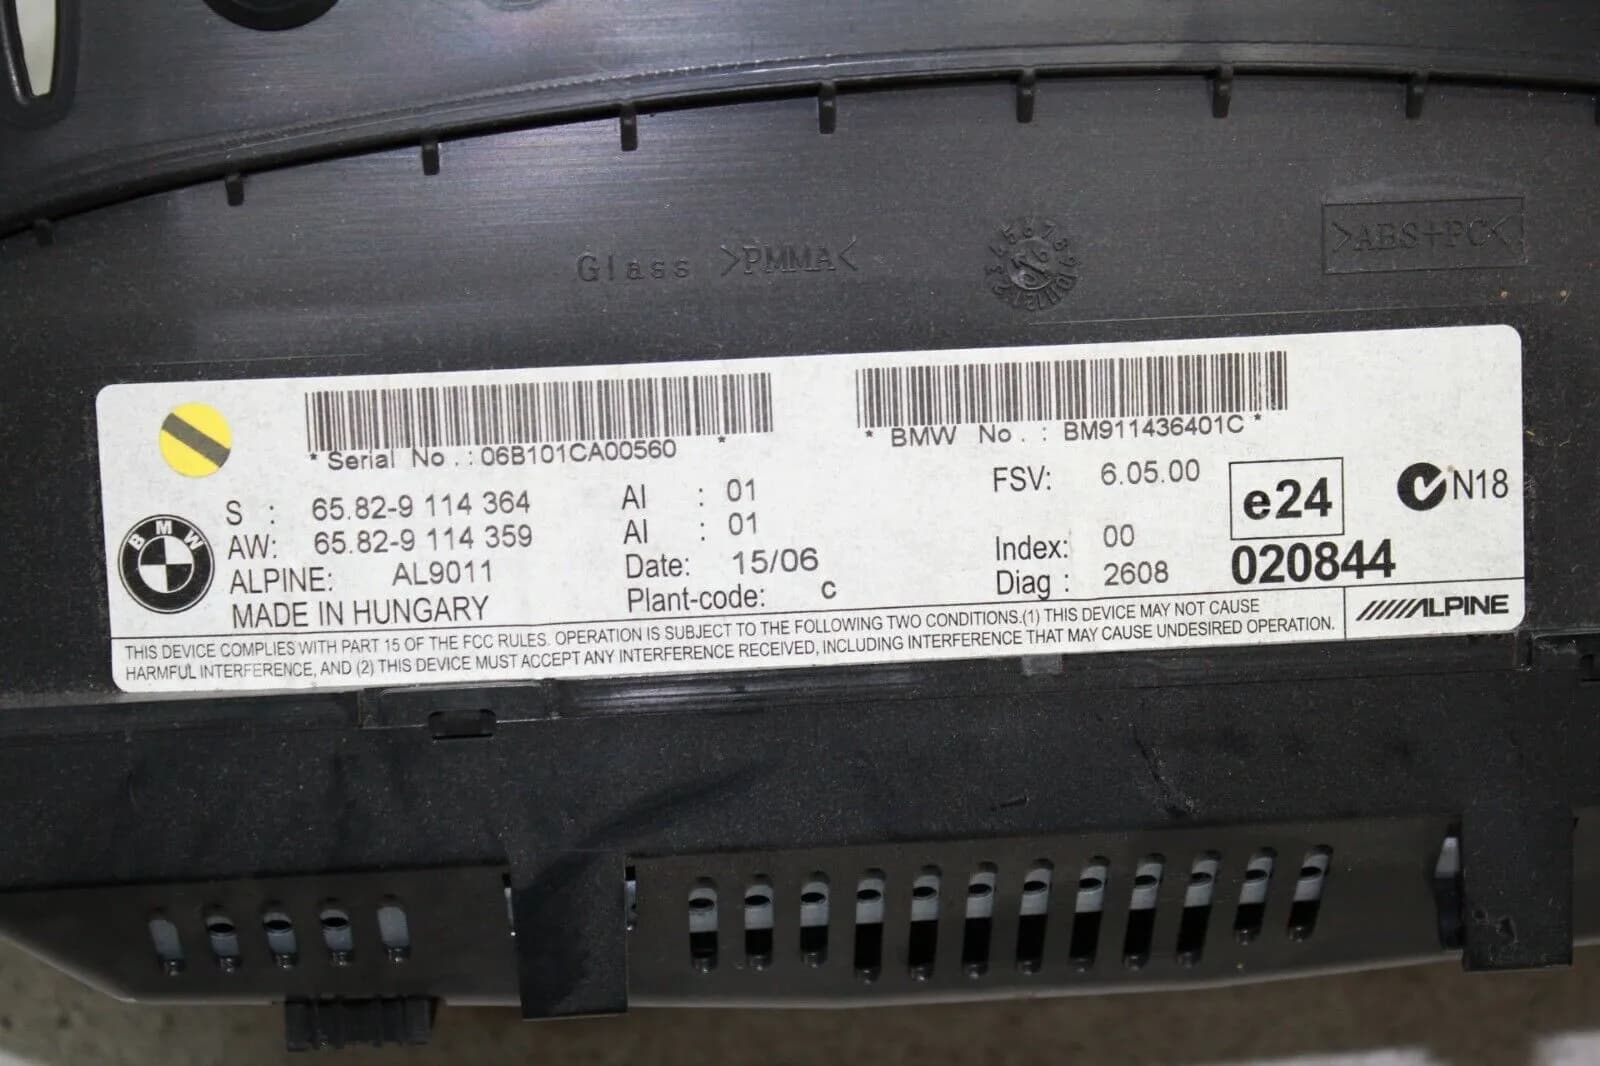 Glass >PMMA<
>ABS+PC<
* Serial No . : 06B101CA00560 *
* BMW No . : BM911436401C *
S : 65.82-9 114 364
AI : 01
FSV: 6.05.00
e24
N18
AW: 65.82-9 114 359
AI : 01
BMW
ALPINE: AL9011
Date: 15/06
Index: 00
020844
MADE IN HUNGARY
Plant-code: c
Diag : 2608
ALPINE
THIS DEVICE COMPLIES WITH PART 15 OF THE FCC RULES. OPERATION IS SUBJECT TO THE FOLLOWING TWO CONDITIONS.(1) THIS DEVICE MAY NOT CAUSE
HARMFUL INTERFERENCE, AND (2) THIS DEVICE MUST ACCEPT ANY INTERFERENCE RECEIVED, INCLUDING INTERFERENCE THAT MAY CAUSE UNDESIRED OPERATION.